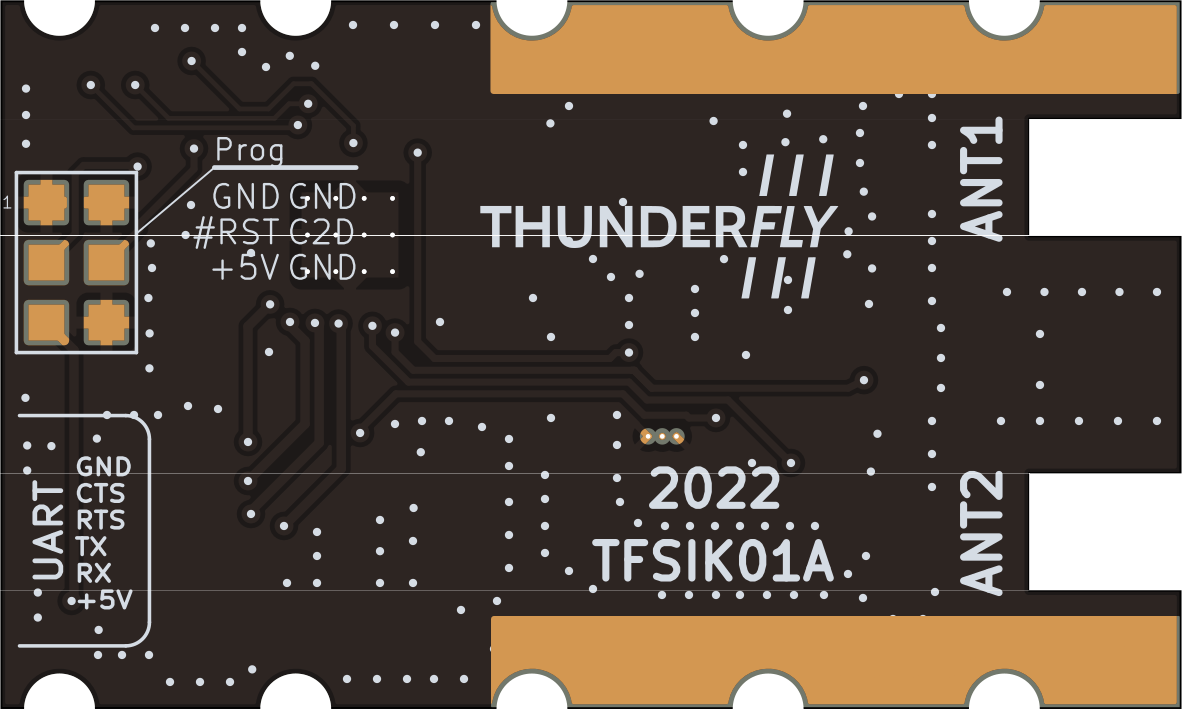 Prog
1
GND GND
#RST C2D
+5V GND
THUNDERFLY
ANT1
UART
GND
CTS
RTS
TX
RX
+5V
2022
TFSIK01A
ANT2